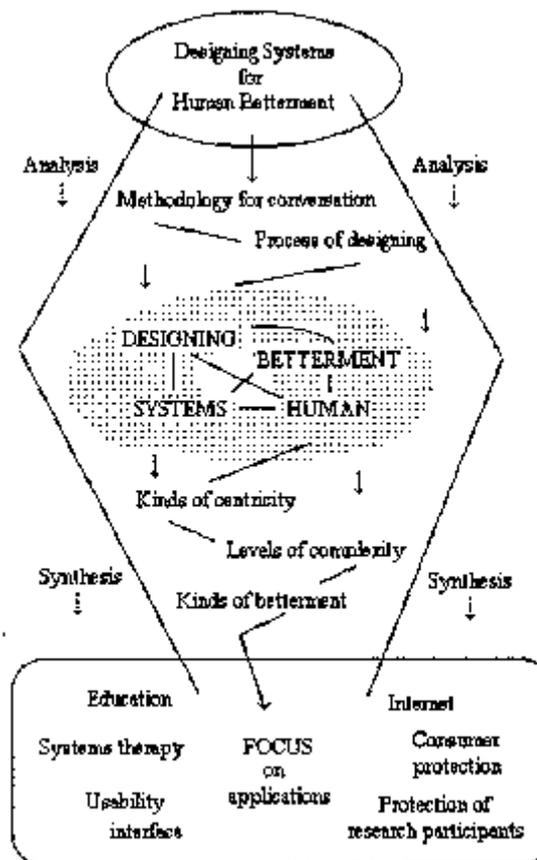 Designing Systems
for
Human Betterment
Analysis
Analysis
Methodology for conversation
Process of designing
DESIGNING
BETTERMENT
SYSTEMS
HUMAN
Kinds of centricity
Levels of complexity
Synthesis
Synthesis
Kinds of betterment
Education
Internet
Systems therapy
FOCUS
on
applications
Consumer
protection
Usability
interface
Protection of
research participants